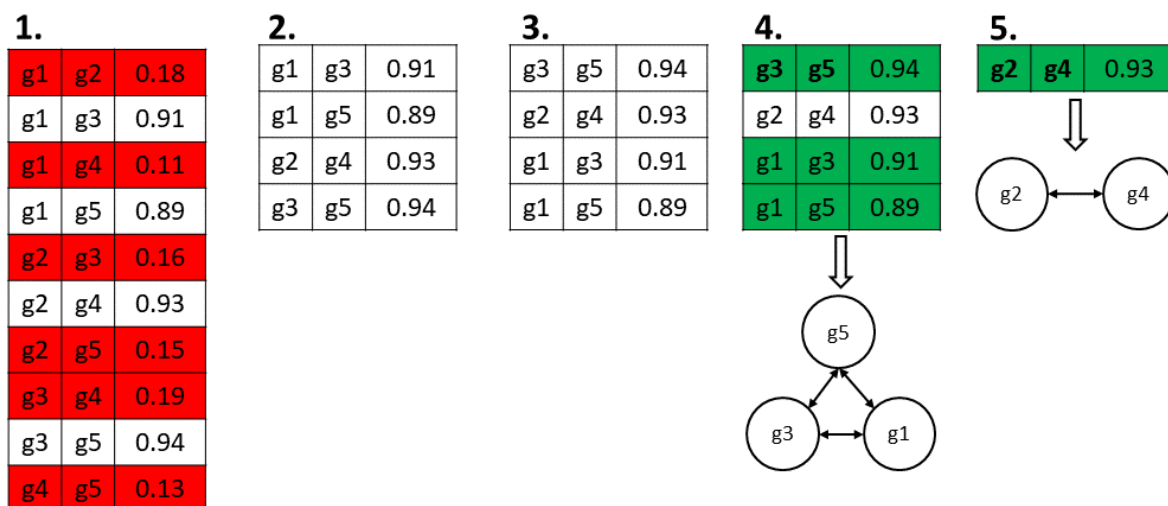 1.
g1 g2 0.18
g1 g3 0.91
g1 g4 0.11
g1 g5 0.89
g2 g3 0.16
g2 g4 0.93
g2 g5 0.15
g3 g4 0.19
g3 g5 0.94
g4 g5 0.13
2.
g1 g3 0.91
g1 g5 0.89
g2 g4 0.93
g3 g5 0.94
3.
g3 g5 0.94
g2 g4 0.93
g1 g3 0.91
g1 g5 0.89
4.
g3 g5 0.94
g2 g4 0.93
g1 g3 0.91
g1 g5 0.89
g5
g3 g1
5.
g2 g4 0.93
g2 g4